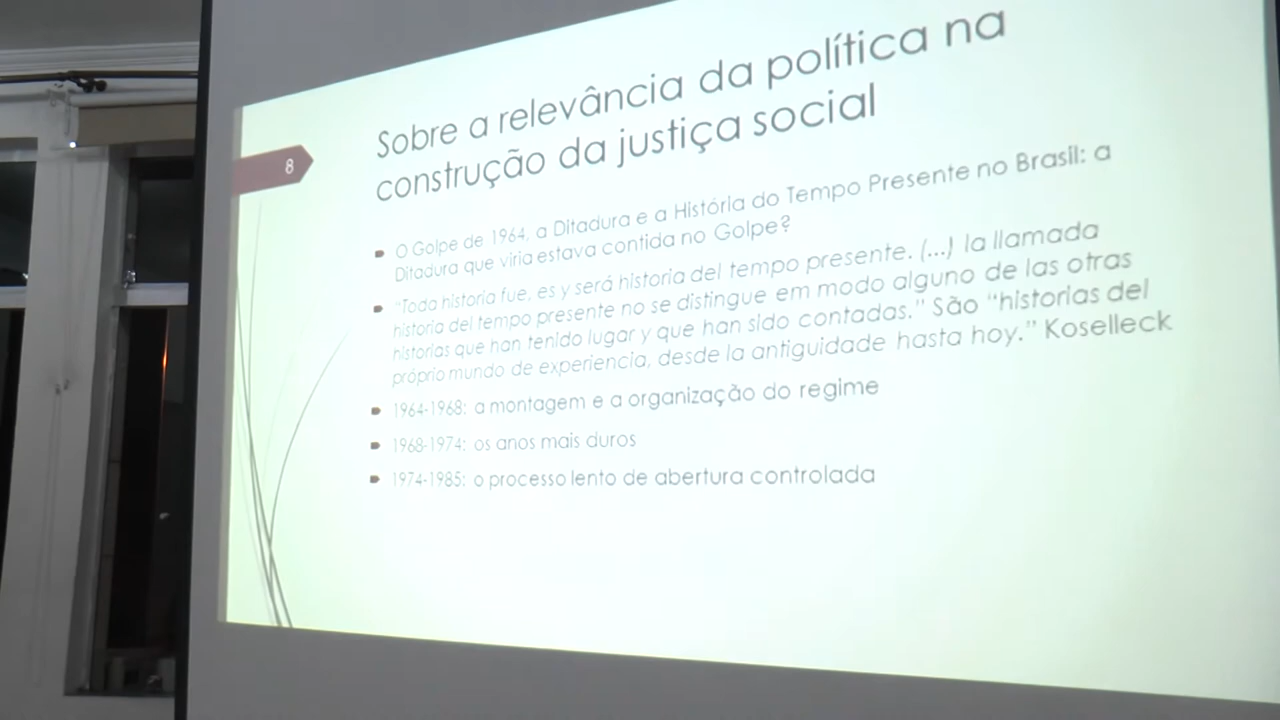 Sobre a relevância da política na
construção da justiça social
8
O Golpe de 1964, a Ditadura e a História do Tempo Presente no Brasil: a
Ditadura que viria estava contida no Golpe?
"Toda historia fue, es y será historia del tempo presente. (...) la llamada
historia del tempo presente no se distingue em modo alguno de las otras
historias que han tenido lugar y que han sido contadas." São "historias del
próprio mundo de experiencia, desde la antiguidade hasta hoy." Koselleck
1964-1968: a montagem e a organização do regime
1968-1974: os anos mais duros
1974-1985: o processo lento de abertura controlada